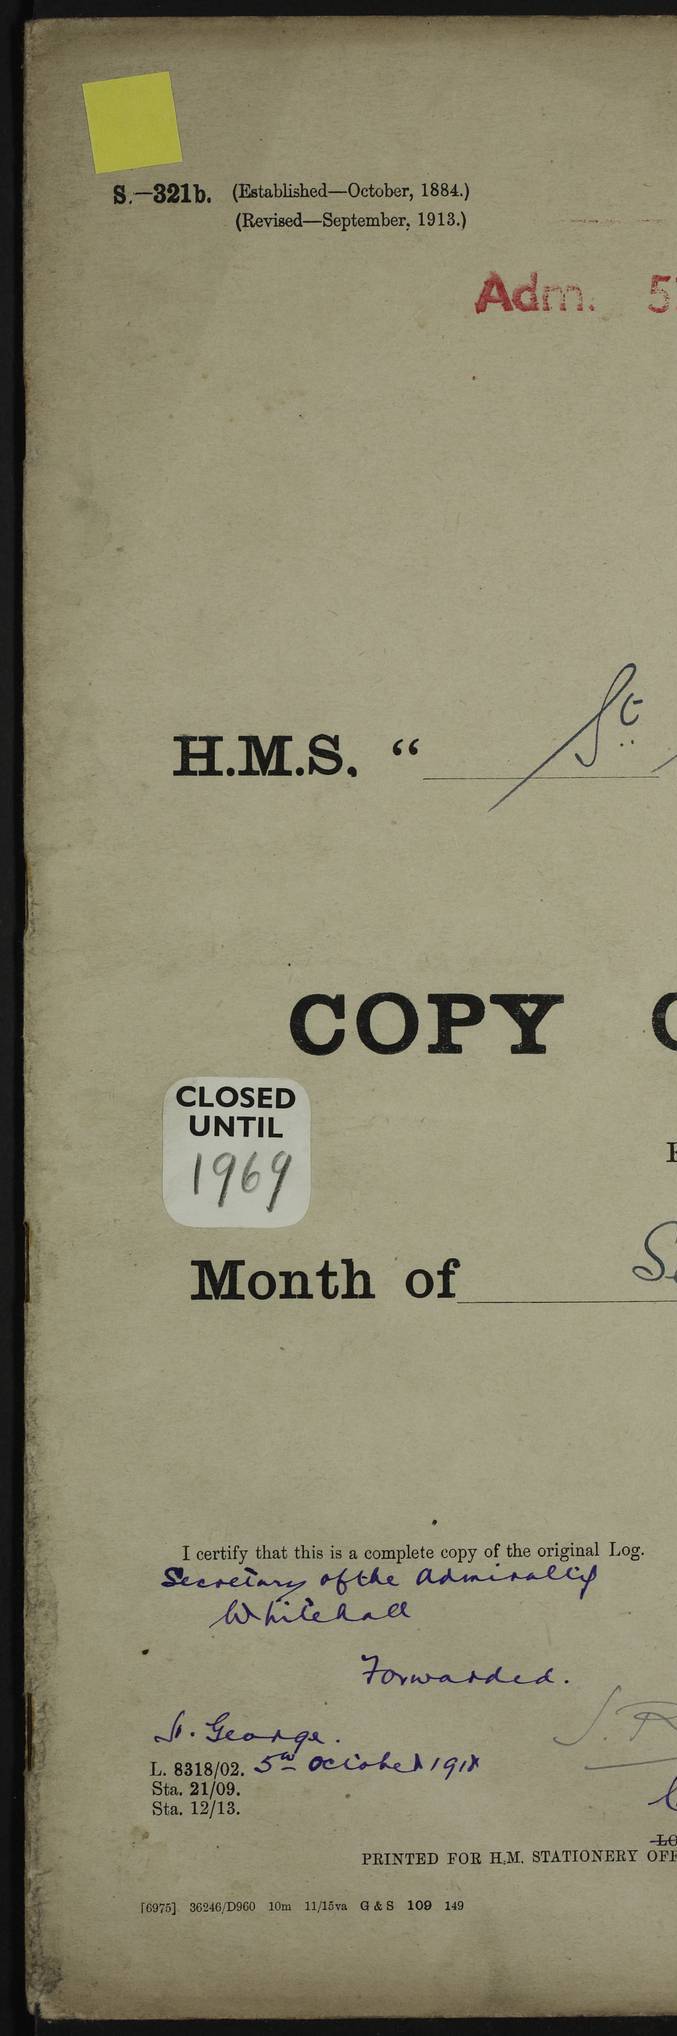 S.—321b. (Established—October, 1884.)
(Revised—September, 1913.)
Adm. 5
H.M.S. “ St
COPY
CLOSED
UNTIL
1969
Month of
I certify that this is a complete copy of the original Log.
Secretary of the Admiralty
Whitehall
Forwarded.
St. George.
L. 8318/02. 5th October 1918
Sta. 21/09.
Sta. 12/13.
PRINTED FOR H.M. STATIONERY OFF
[6975] 36246/D960 10m 11/15va G & S 109 149